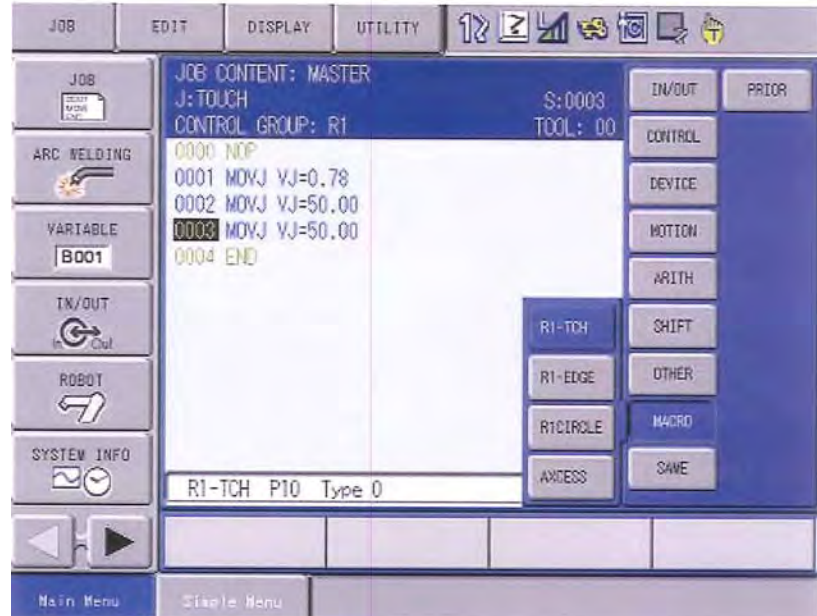 JOB EDIT DISPLAY UTILITY
JOB
ARC WELDING
VARIABLE
B001
IN/OUT
In Out
ROBOT
SYSTEM INFO
JOB CONTENT: MASTER
J:TOUCH S:0003
CONTROL GROUP: R1 TOOL: 00
0000 NOP
0001 MOVJ VJ=0.78
0002 MOVJ VJ=50.00
0003 MOVJ VJ=50.00
0004 END
R1-TCH P10 Type 0
R1-TCH
R1-EDGE
R1CIRCLE
AXCESS
IN/OUT
CONTROL
DEVICE
MOTION
ARITH
SHIFT
OTHER
MACRO
SAME
PRIOR
Main Menu Simple Menu